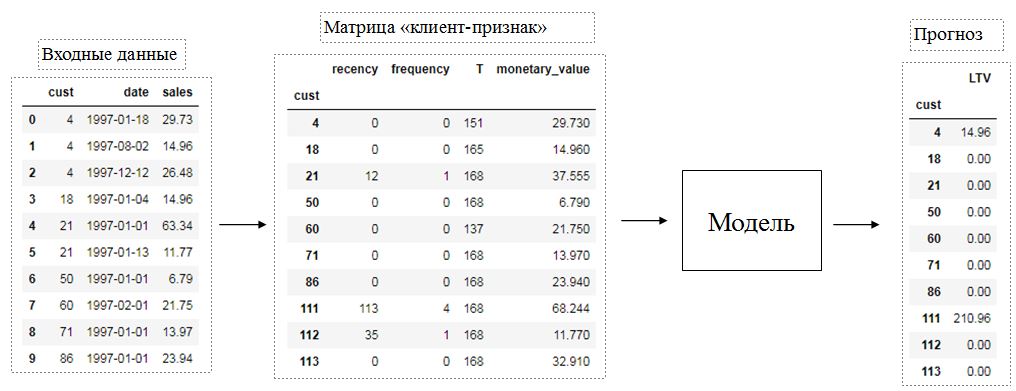 Входные данные
cust date sales
0 4 1997-01-18 29.73
1 4 1997-08-02 14.96
2 4 1997-12-12 26.48
3 18 1997-01-04 14.96
4 21 1997-01-01 63.34
5 21 1997-01-13 11.77
6 50 1997-01-01 6.79
7 60 1997-02-01 21.75
8 71 1997-01-01 13.97
9 86 1997-01-01 23.94
Матрица «клиент-признак»
recency frequency T monetary_value
cust
4 0 0 151 29.730
18 0 0 165 14.960
21 12 1 168 37.555
50 0 0 168 6.790
60 0 0 137 21.750
71 0 0 168 13.970
86 0 0 168 23.940
111 113 4 168 68.244
112 35 1 168 11.770
113 0 0 168 32.910
Модель
Прогноз
LTV
cust
4 14.96
18 0.00
21 0.00
50 0.00
60 0.00
71 0.00
86 0.00
111 210.96
112 0.00
113 0.00